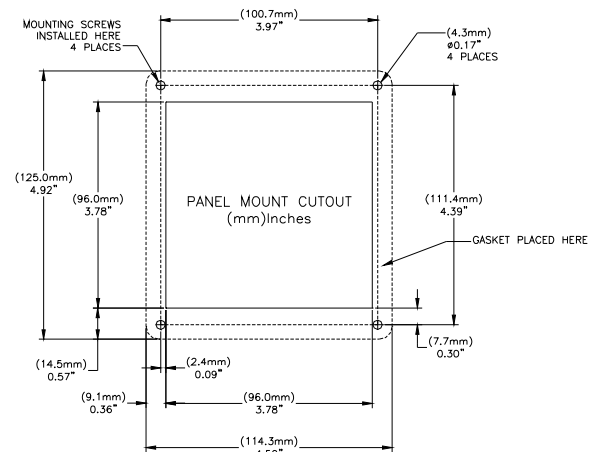 (100.7mm)
3.97"
MOUNTING SCREWS
INSTALLED HERE
4 PLACES
(4.3mm)
ø0.17"
4 PLACES
(125.0mm)
4.92"
(96.0mm)
3.78"
PANEL MOUNT CUTOUT
(mm)Inches
(111.4mm)
4.39"
GASKET PLACED HERE
(7.7mm)
0.30"
(14.5mm)
0.57"
(2.4mm)
0.09"
(9.1mm)
0.36"
(96.0mm)
3.78"
(114.3mm)